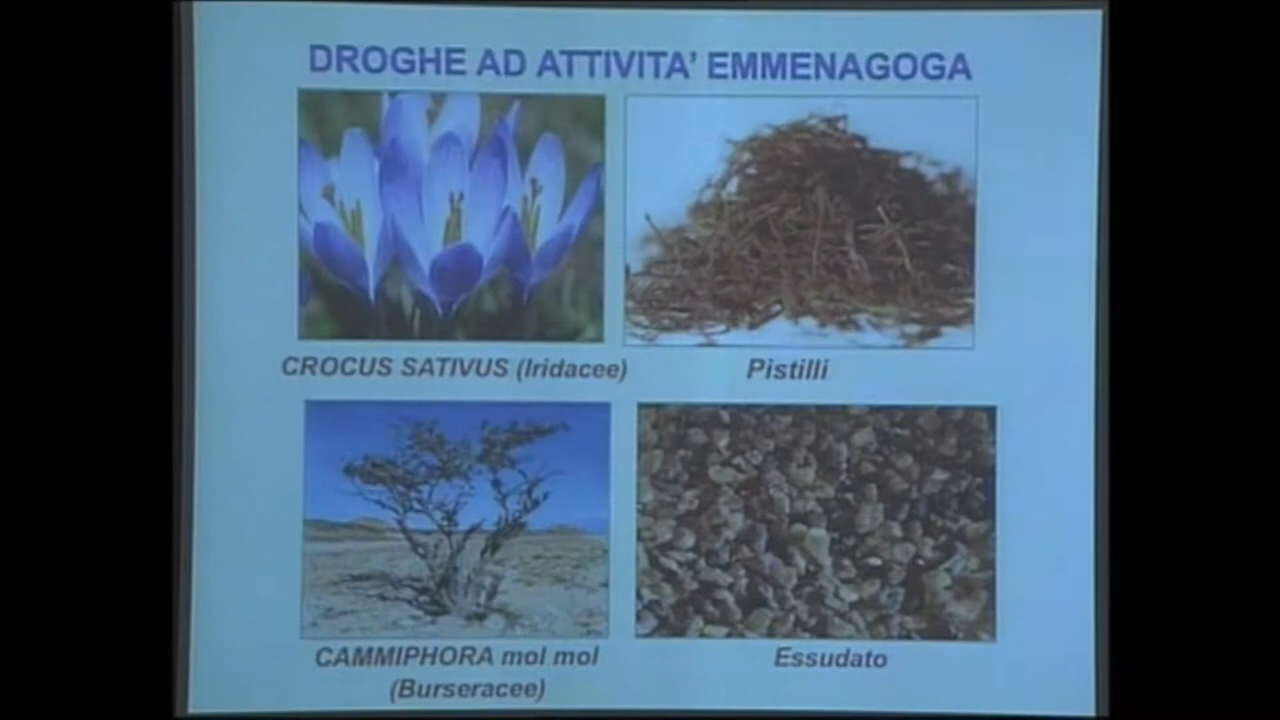 DROGHE AD ATTIVITA' EMMENAGOGA
CROCUS SATIVUS (Iridacee)
Pistilli
CAMMIPHORA mol mol
(Burseracee)
Essudato